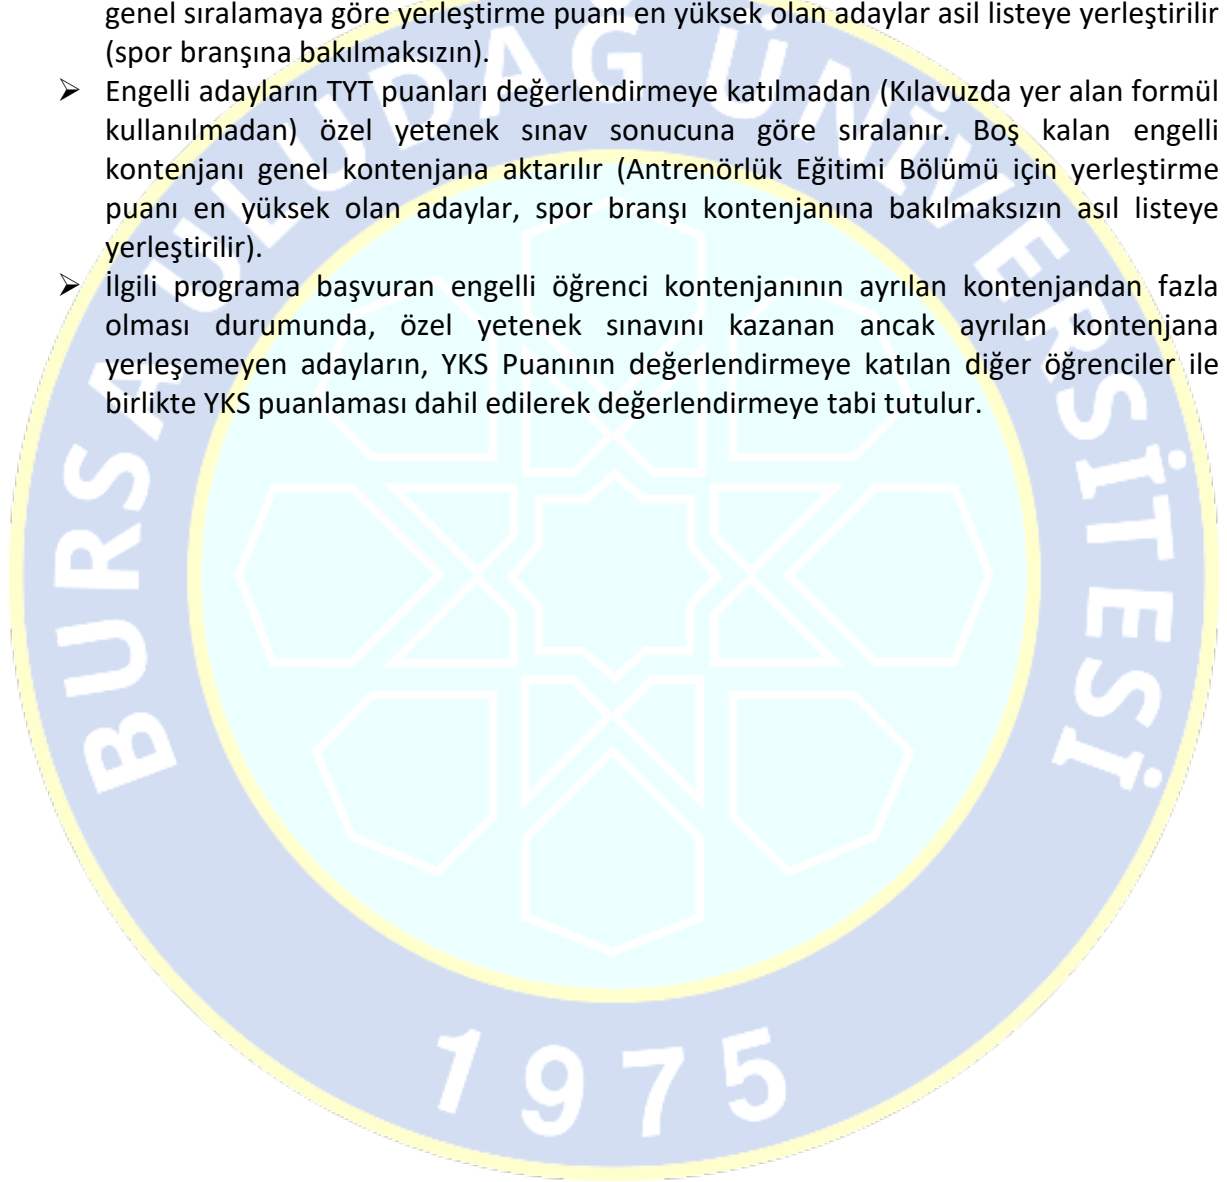 genel sıralamaya göre yerleştirme puanı en yüksek olan adaylar asil listeye yerleştirilir
(spor branşına bakılmaksızın).
➢ Engelli adayların TYT puanları değerlendirmeye katılmadan (Kılavuzda yer alan formül
kullanılmadan) özel yetenek sınav sonucuna göre sıralanır. Boş kalan engelli
kontenjanı genel kontenjana aktarılır (Antrenörlük Eğitimi Bölümü için yerleştirme
puanı en yüksek olan adaylar, spor branşı kontenjanına bakılmaksızın asıl listeye
yerleştirilir).
➢ İlgili programa başvuran engelli öğrenci kontenjanının ayrılan kontenjandan fazla
olması durumunda, özel yetenek sınavını kazanan ancak ayrılan kontenjana
yerleşemeyen adayların, YKS Puanının değerlendirmeye katılan diğer öğrenciler ile
birlikte YKS puanlaması dahil edilerek değerlendirmeye tabi tutulur.
BURSA ULUDAĞ ÜNİVERSİTESİ
1975